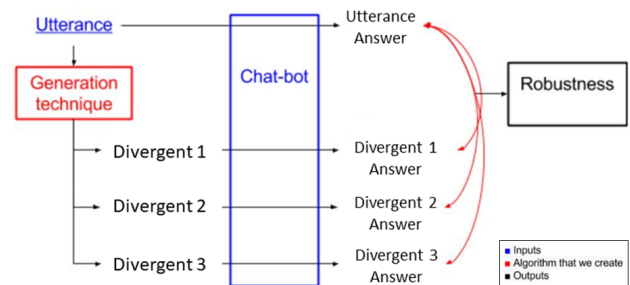 Utterance
Utterance
Answer
Generation
technique
Chat-bot
Robustness
Divergent 1
Divergent 1
Answer
Divergent 2
Divergent 2
Answer
Divergent 3
Divergent 3
Answer
Inputs
Algorithm that we create
Outputs